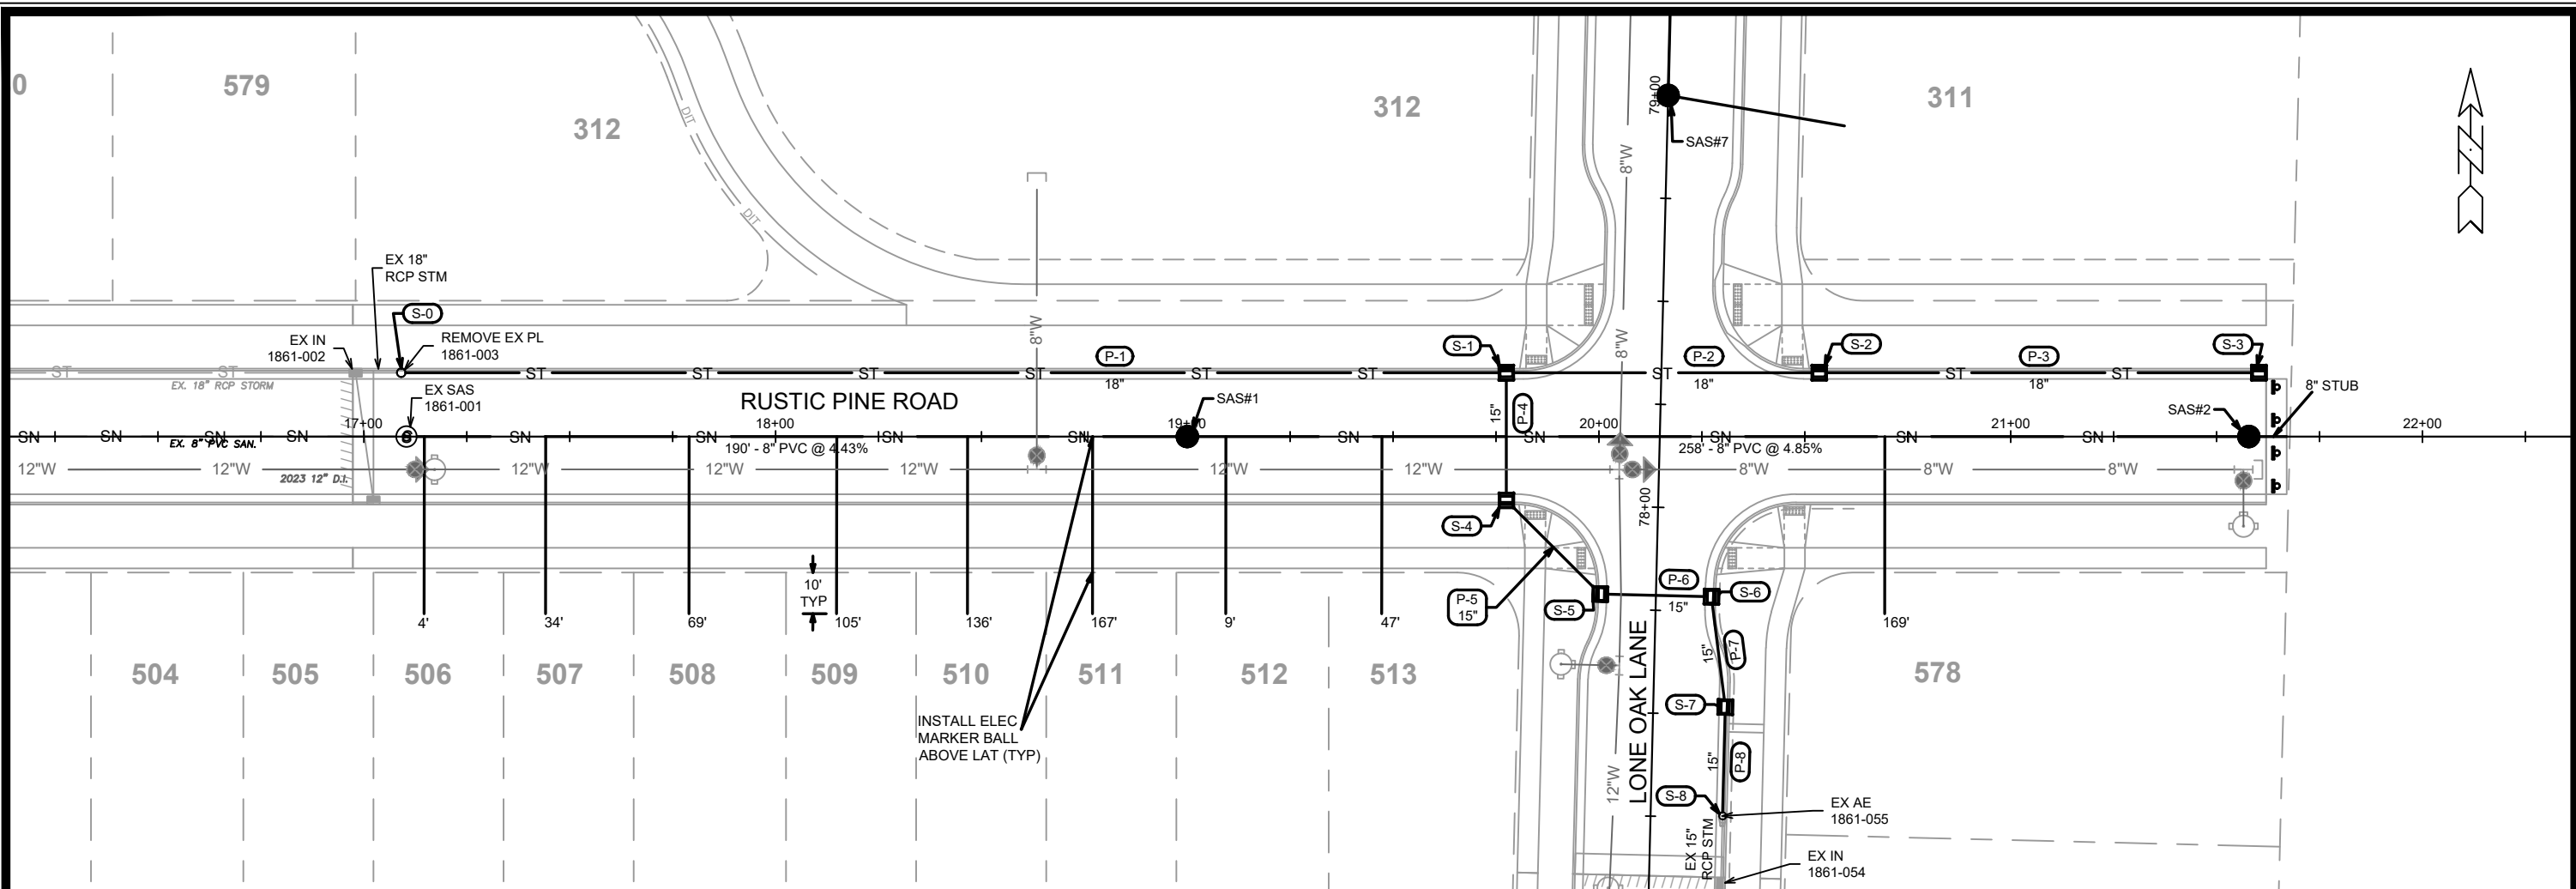 0
579
312
312
311
79+00
SAS#7
8"W
DIT
DIT
N
EX 18"
RCP STM
S-0
EX IN
1861-002
REMOVE EX PL
1861-003
8"W
8"W
P-1
18"
S-1
P-2
18"
S-2
P-3
18"
S-3
ST
ST
ST
ST
ST
ST
ST
ST
ST
ST
ST
EX. 18" RCP STORM
EX SAS
1861-001
RUSTIC PINE ROAD
SAS#1
15"
P-4
SAS#2
8" STUB
17+00
18+00
19+00
20+00
21+00
22+00
SN
SN
SN
SN
S
SN
SN
SN
SN
SN
SN
SN
SN
SN
EX. 8" PVC SAN.
190' - 8" PVC @ 4.43%
258' - 8" PVC @ 4.85%
12"W
12"W
12"W
12"W
12"W
12"W
12"W
8"W
8"W
8"W
2023 12" D.I.
78+00
S-4
10'
TYP
P-5
15"
S-5
P-6
15"
S-6
4'
34'
69'
105'
136'
167'
9'
47'
169'
504
505
506
507
508
509
510
511
512
513
578
15"
P-7
LONE OAK LANE
S-7
INSTALL ELEC
MARKER BALL
ABOVE LAT (TYP)
15"
P-8
12"W
S-8
EX AE
1861-055
EX 15"
RCP STM
EX IN
1861-054